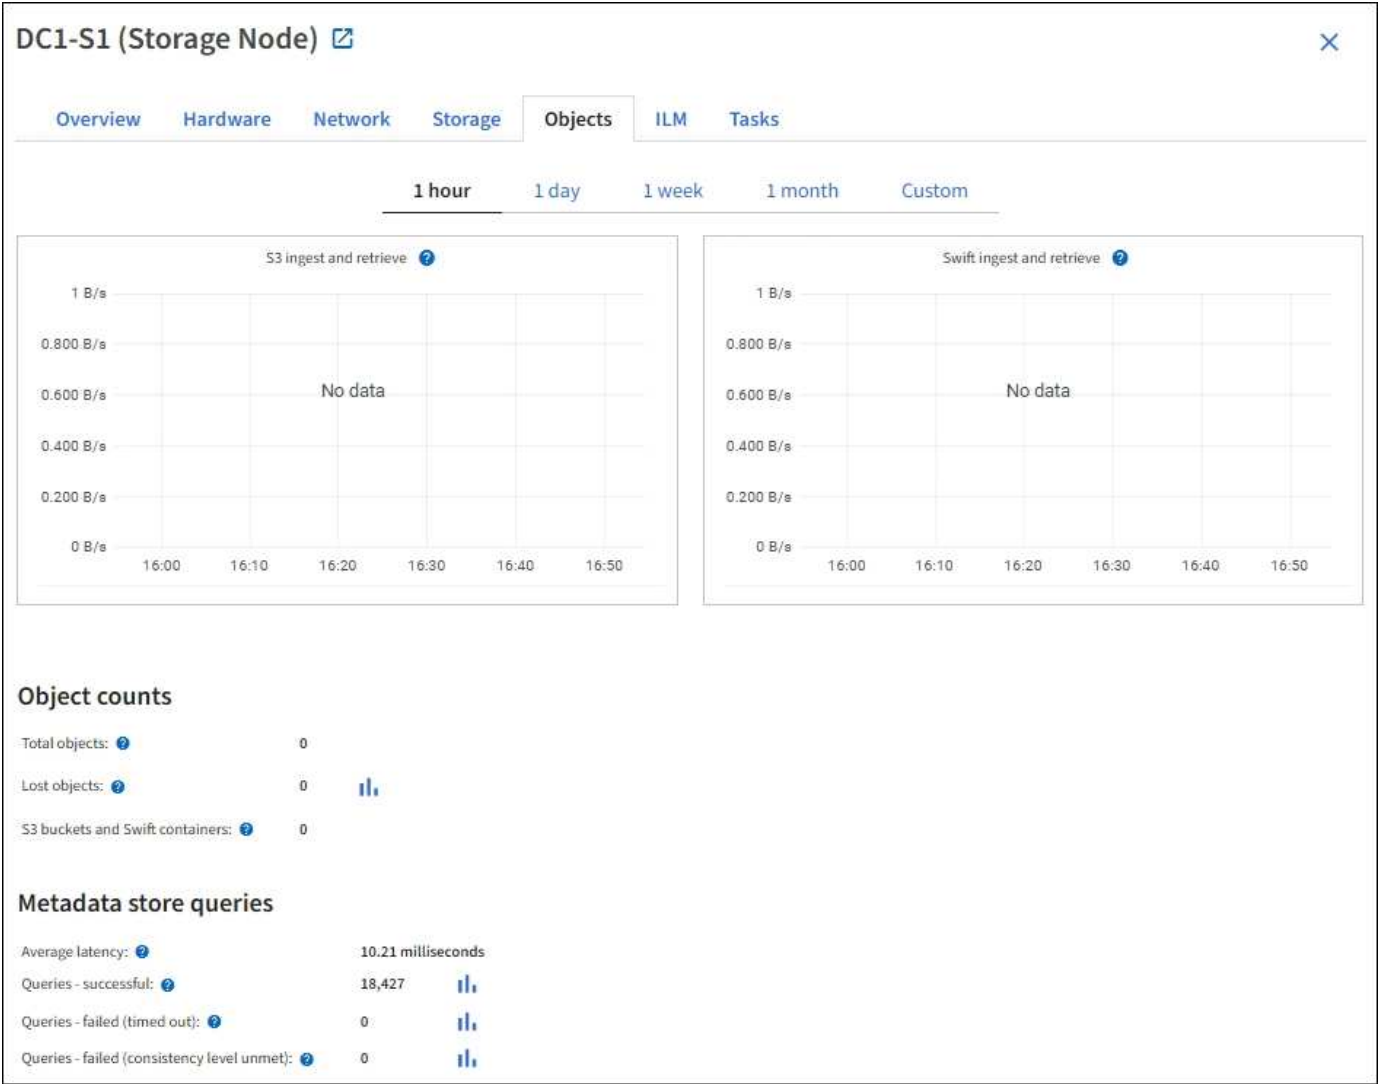 DC1-S1 (Storage Node)
Overview Hardware Network Storage Objects ILM Tasks
1 hour 1 day 1 week 1 month Custom
S3 ingest and retrieve
1 B/s
0.800 B/s
0.600 B/s
0.400 B/s
0.200 B/s
0 B/s
No data
16:00 16:10 16:20 16:30 16:40 16:50
Swift ingest and retrieve
1 B/s
0.800 B/s
0.600 B/s
0.400 B/s
0.200 B/s
0 B/s
No data
16:00 16:10 16:20 16:30 16:40 16:50
Object counts
Total objects: ? 0
Lost objects: ? 0
S3 buckets and Swift containers: ? 0
Metadata store queries
Average latency: ? 10.21 milliseconds
Queries - successful: ? 18,427
Queries - failed (timed out): ? 0
Queries - failed (consistency level unmet): ? 0